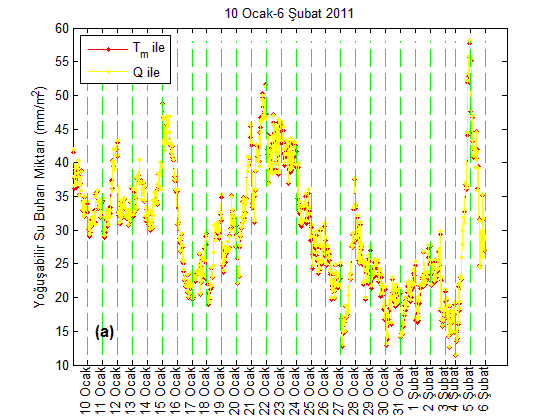 10 Ocak-6 Şubat 2011
Yoğuşabilir Su Buharı Miktarı (mm/m²)
60
55
50
45
40
35
30
25
20
15
10
Tm ile
Q ile
(a)
10 Ocak
11 Ocak
12 Ocak
13 Ocak
14 Ocak
15 Ocak
16 Ocak
17 Ocak
18 Ocak
19 Ocak
20 Ocak
21 Ocak
22 Ocak
23 Ocak
24 Ocak
25 Ocak
26 Ocak
27 Ocak
28 Ocak
29 Ocak
30 Ocak
31 Ocak
1 Şubat
2 Şubat
3 Şubat
4 Şubat
5 Şubat
6 Şubat